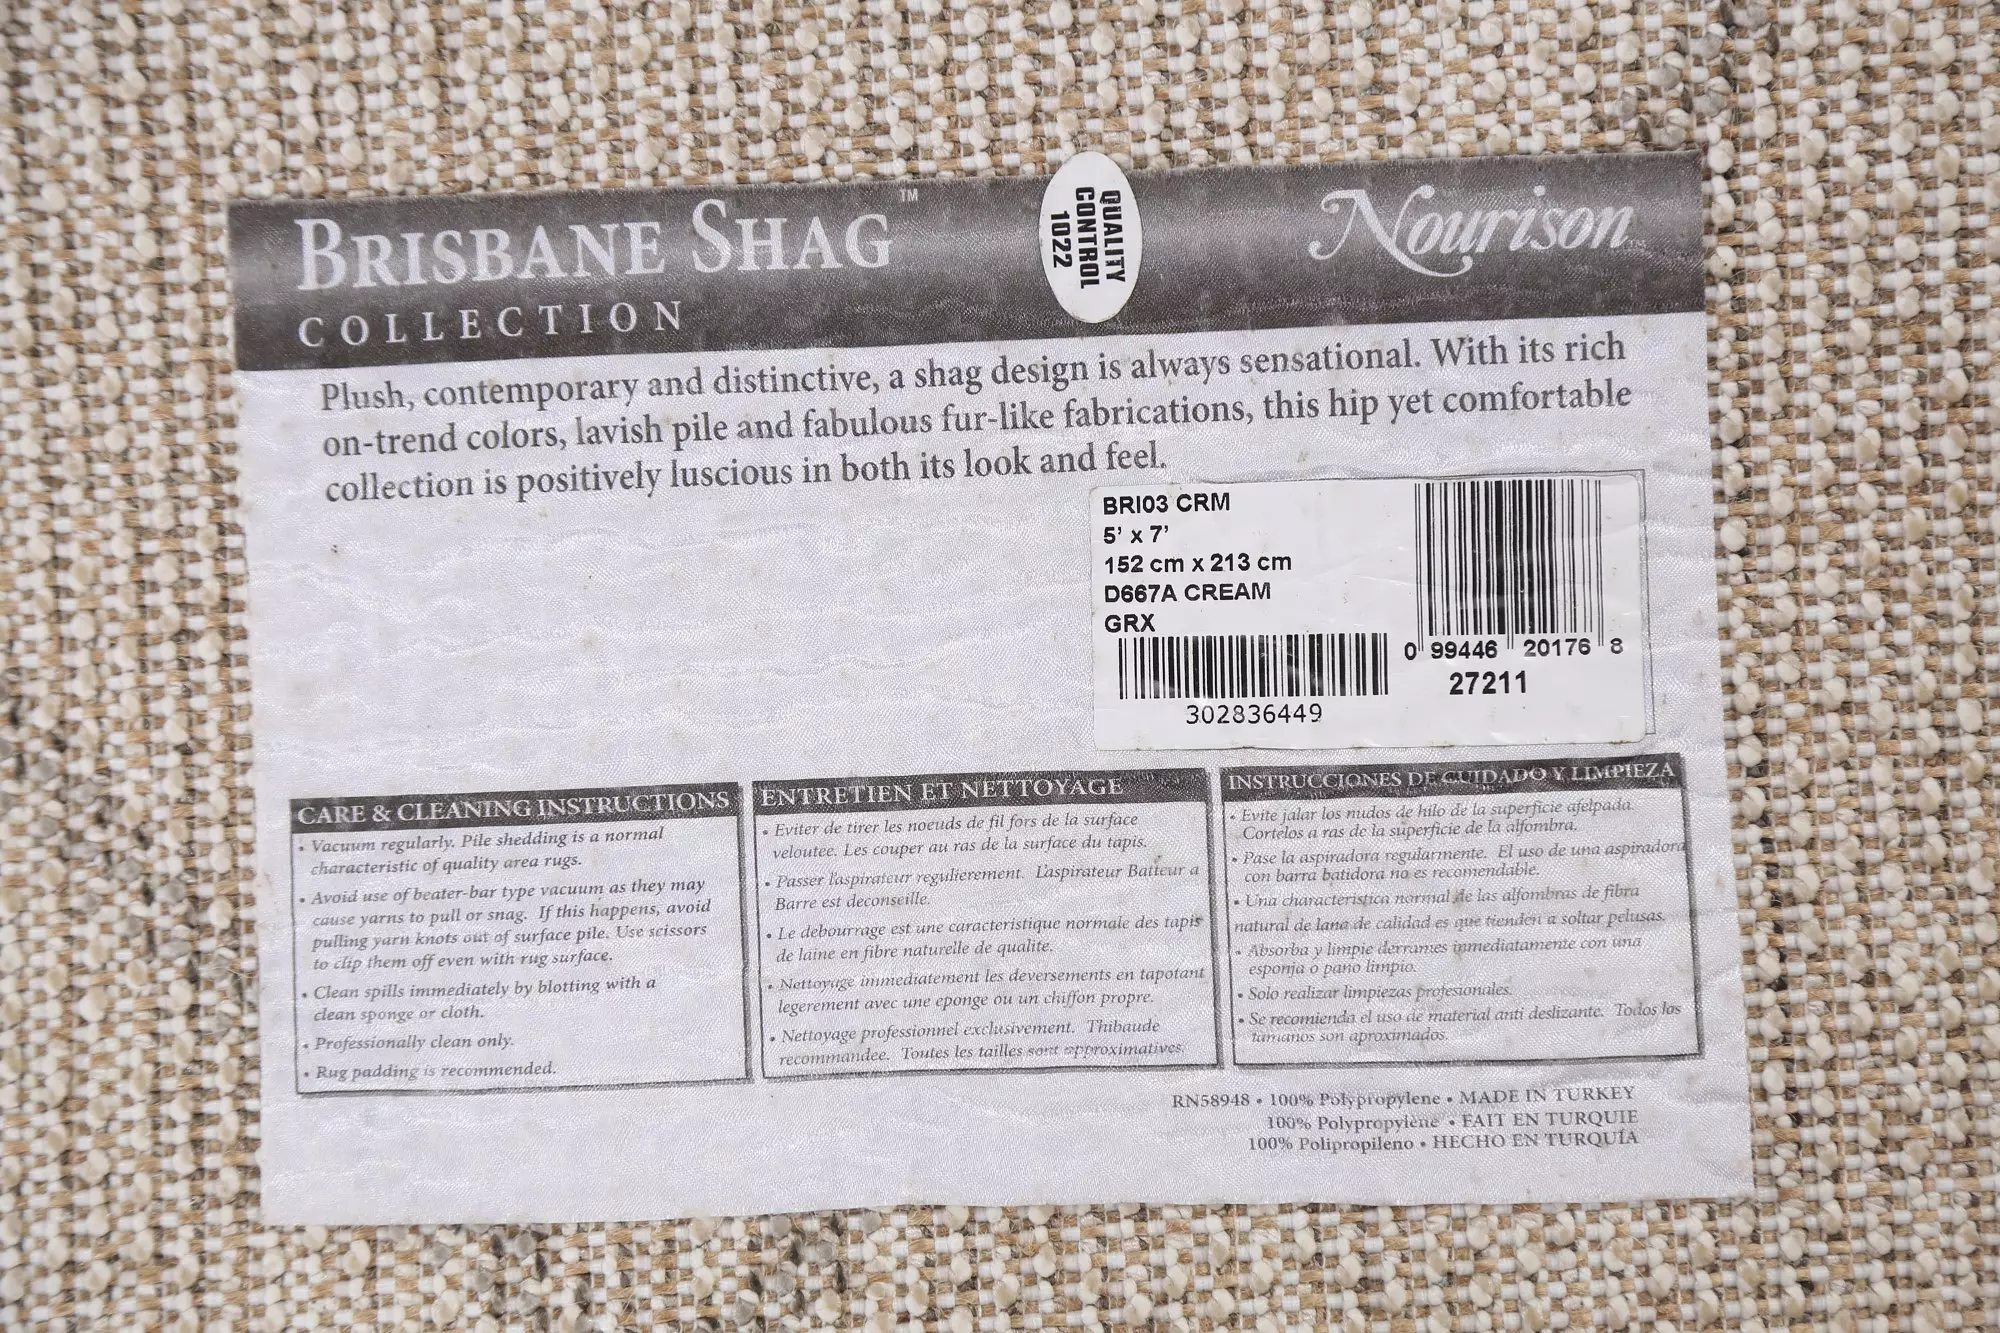 BRISBANE SHAG™
COLLECTION
QUALITY
CONTROL
1022
Nourison™
Plush, contemporary and distinctive, a shag design is always sensational. With its rich
on-trend colors, lavish pile and fabulous fur-like fabrications, this hip yet comfortable
collection is positively luscious in both its look and feel.
BRI03 CRM
5' x 7'
152 cm x 213 cm
D667A CREAM
GRX
302836449
0 99446 20176 8
27211
CARE & CLEANING INSTRUCTIONS
• Vacuum regularly. Pile shedding is a normal
characteristic of quality area rugs.
• Avoid use of beater-bar type vacuum as they may
cause yarns to pull or snag. If this happens, avoid
pulling yarn knots out of surface pile. Use scissors
to clip them off even with rug surface.
• Clean spills immediately by blotting with a
clean sponge or cloth.
• Professionally clean only.
• Rug padding is recommended.
ENTRETIEN ET NETTOYAGE
• Eviter de tirer les noeuds de fil fors de la surface
veloutee. Les couper au ras de la surface du tapis.
• Passer l'aspirateur regulierement. L'aspirateur Batteur a
Barre est deconseille.
• Le debourrage est une caracteristique normale des tapis
de laine en fibre naturelle de qualite.
• Nettoyage immediatement les deversements en tapotant
legerement avec une eponge ou un chiffon propre.
• Nettoyage professionnel exclusivement. Thibaude
recommandee. Toutes les tailles sont approximatives.
INSTRUCCIONES DE CUIDADO Y LIMPIEZA
• Evite jalar los nudos de hilo de la superficie afelpada.
Cortelos a ras de la superficie de la alfombra.
• Pase la aspiradora regularmente. El uso de una aspiradora
con barra batidora no es recomendable.
• Una characteristica normal de las alfombras de fibra
natural de lana de calidad es que tienden a soltar pelusas.
• Absorba y limpie derrames inmediatamente con una
esponja o pano limpio.
• Solo realizar limpiezas profesionales.
• Se recomienda el uso de material anti deslizante. Todos los
tamanos son aproximados.
RN58948 • 100% Polypropylene • MADE IN TURKEY
100% Polypropylene • FAIT EN TURQUIE
100% Polipropileno • HECHO EN TURQUÍA